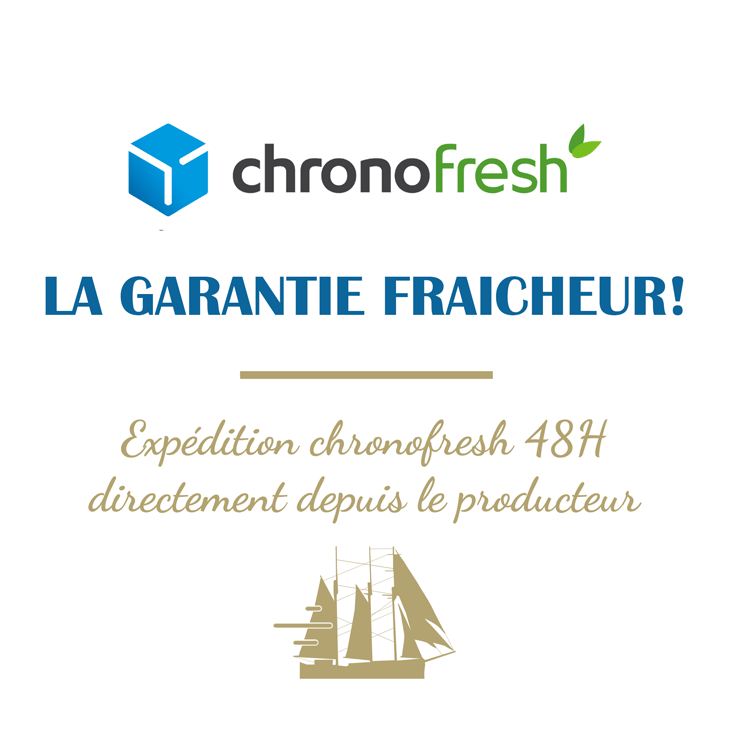 chronofresh
LA GARANTIE FRAICHEUR!
Expédition chronofresh 48H
directement depuis le producteur